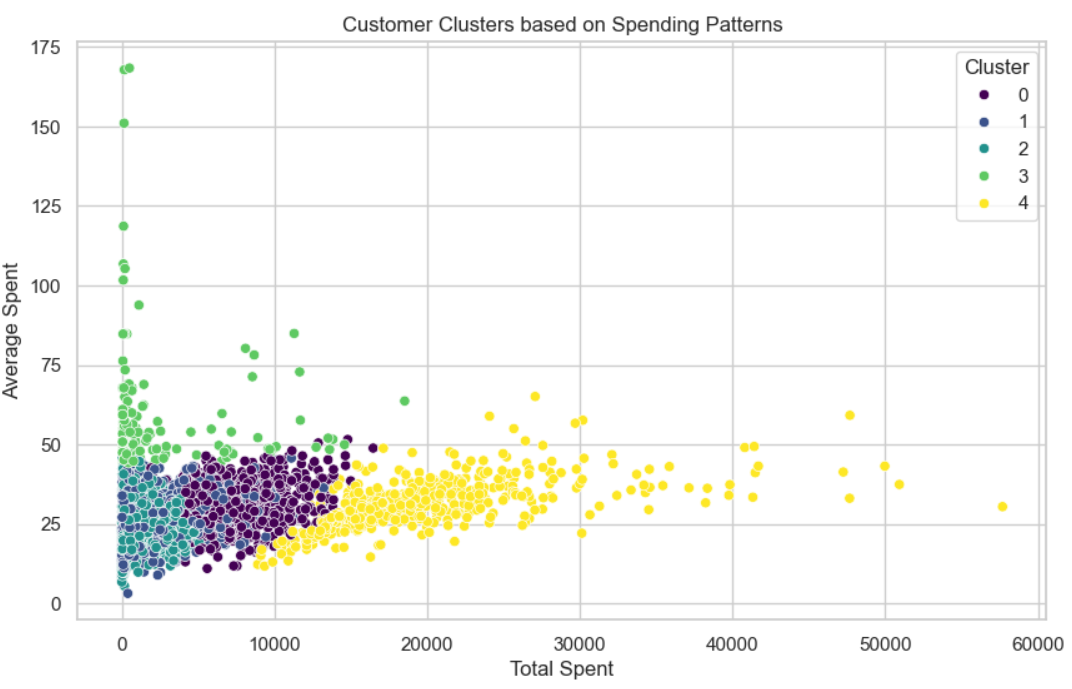 Customer Clusters based on Spending Patterns
175
150
125
100
75
50
25
0
Average Spent
Cluster
0
1
2
3
4
0 10000 20000 30000 40000 50000 60000
Total Spent